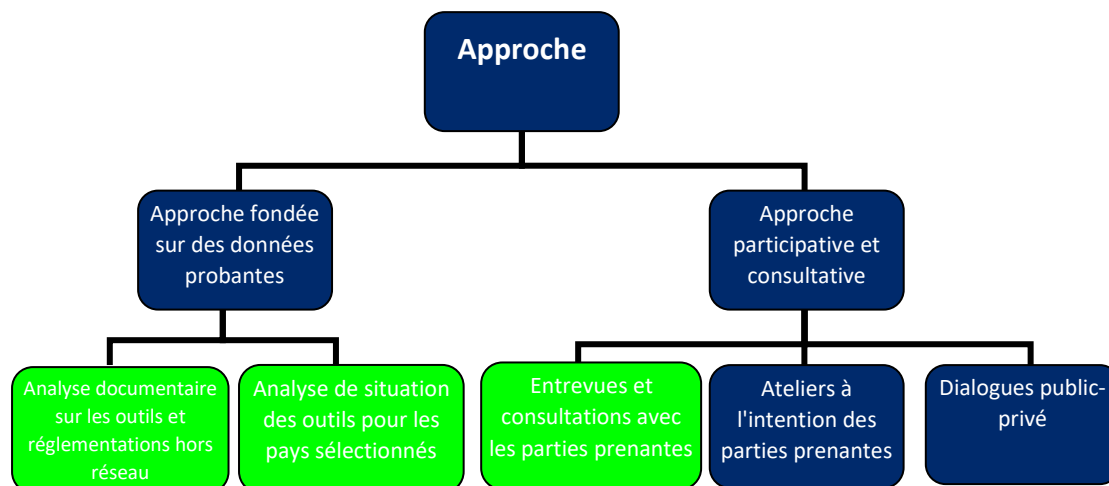 Approche
Approche fondée
sur des données
probantes
Approche
participative et
consultative
Analyse documentaire
sur les outils et
réglementations hors
réseau
Analyse de situation
des outils pour les
pays sélectionnés
Entrevues et
consultations avec
les parties prenantes
Ateliers à
l'intention des
parties prenantes
Dialogues public-
privé